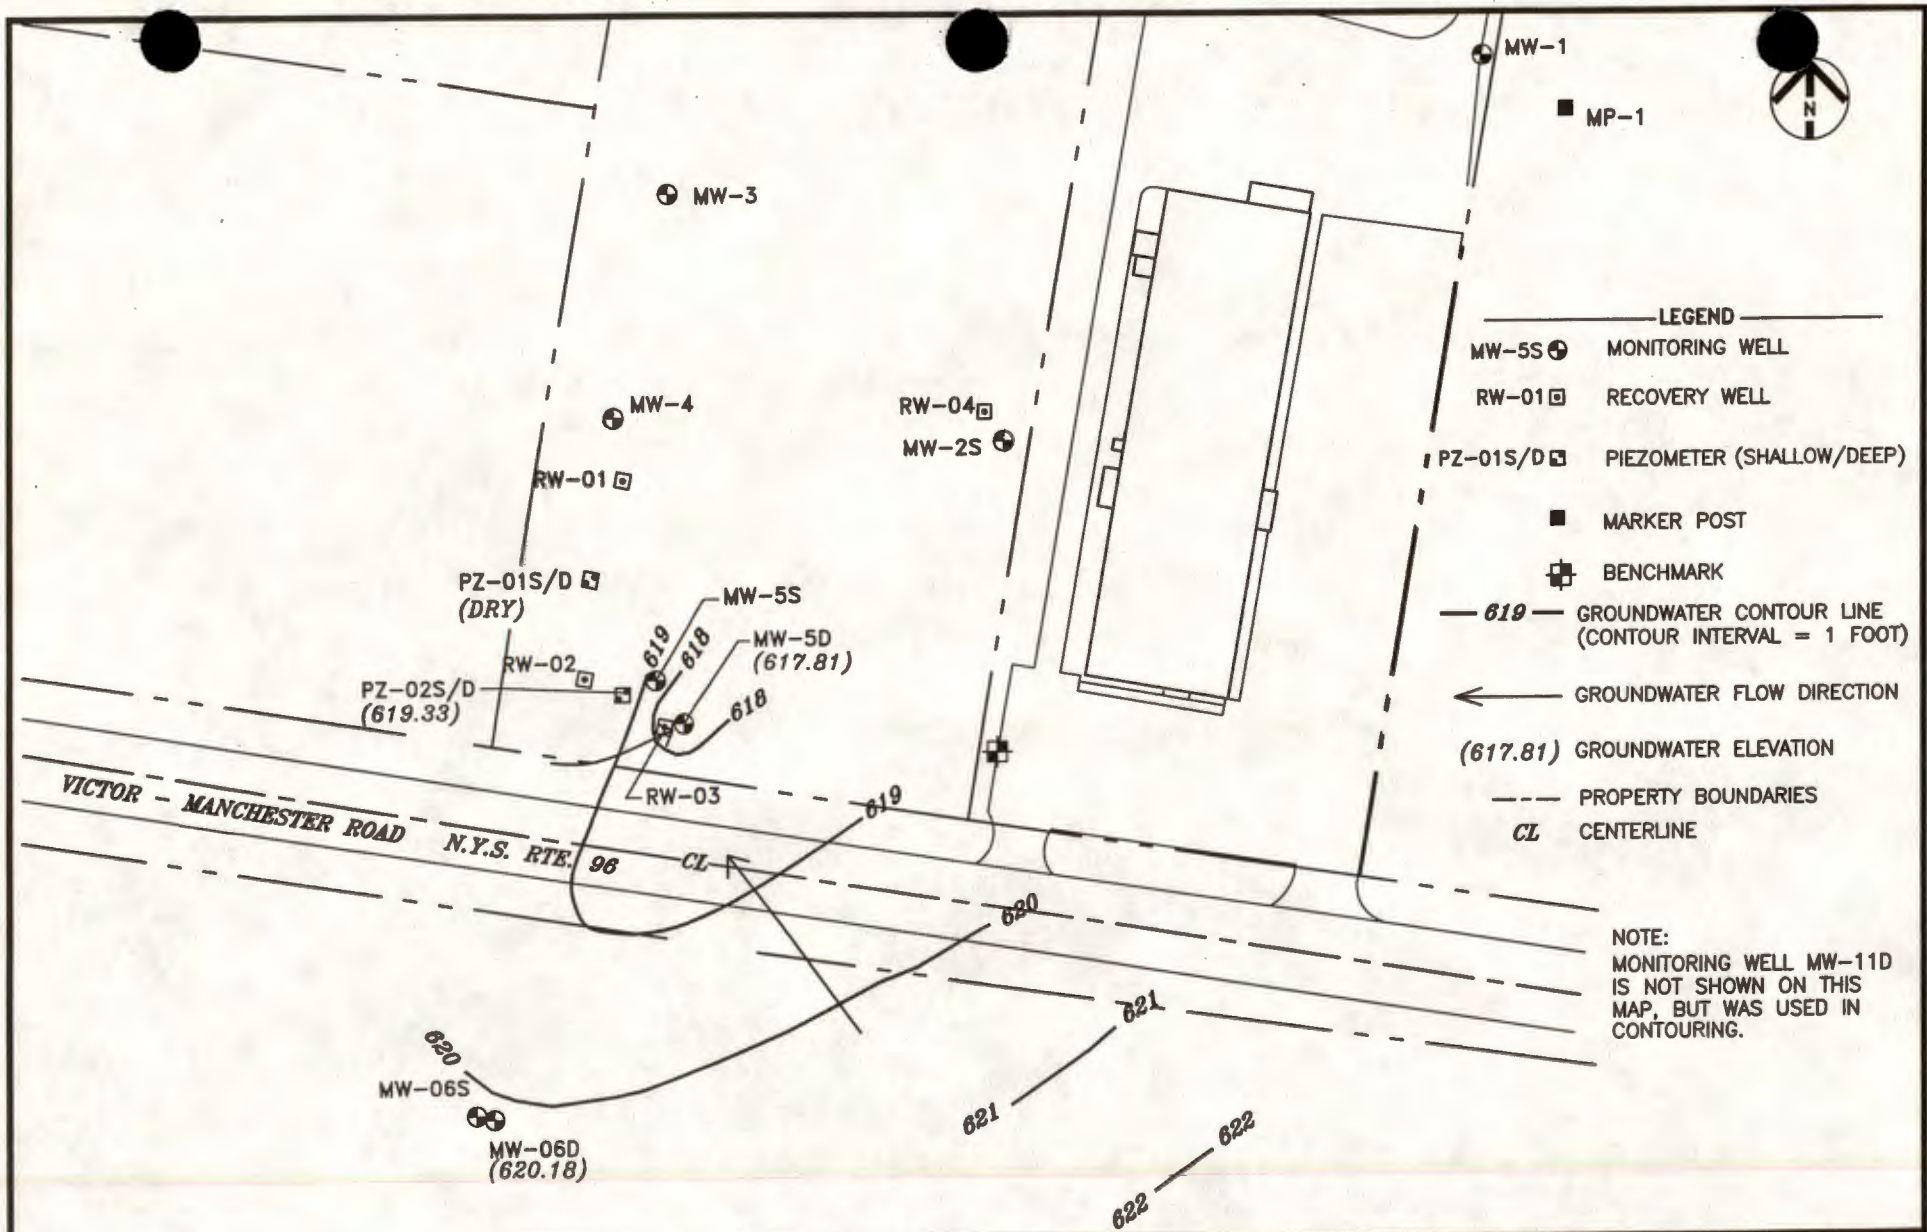 MW-1
N
MP-1
MW-3
LEGEND
MW-5S MONITORING WELL
RW-01 RECOVERY WELL
PZ-01S/D PIEZOMETER (SHALLOW/DEEP)
MARKER POST
BENCHMARK
619 GROUNDWATER CONTOUR LINE
(CONTOUR INTERVAL = 1 FOOT)
GROUNDWATER FLOW DIRECTION
(617.81) GROUNDWATER ELEVATION
PROPERTY BOUNDARIES
CL CENTERLINE
MW-4
RW-04
MW-2S
RW-01
PZ-01S/D
(DRY)
MW-5S
619
618
MW-5D
(617.81)
RW-02
PZ-02S/D
(619.33)
618
RW-03
619
VICTOR - MANCHESTER ROAD N.Y.S. RTE. 96
CL
620
NOTE:
MONITORING WELL MW-11D
IS NOT SHOWN ON THIS
MAP, BUT WAS USED IN
CONTOURING.
621
620
MW-06S
621
622
MW-06D
(620.18)
622